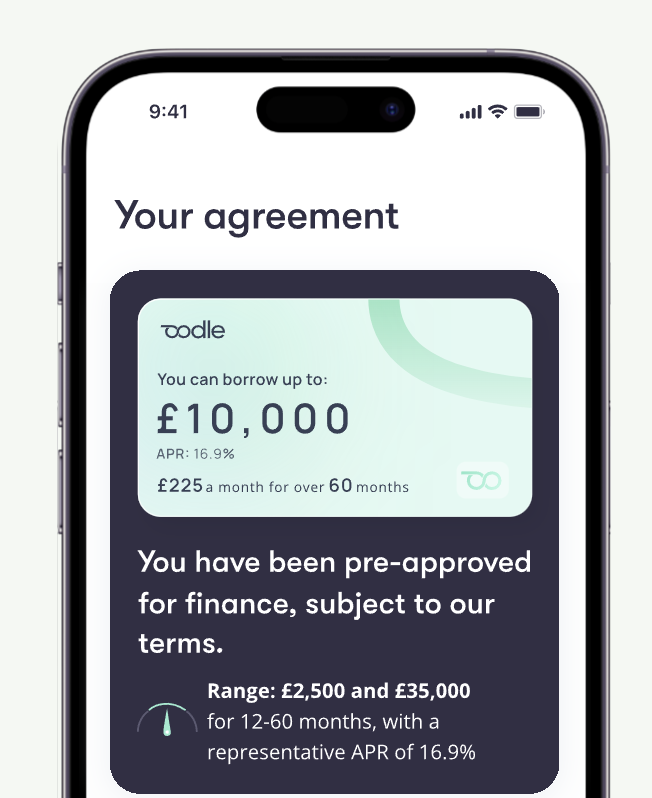 9:41
Your agreement
oodle
You can borrow up to:
£10,000
APR: 16.9%
£225 a month for over 60 months
You have been pre-approved
for finance, subject to our
terms.
Range: £2,500 and £35,000
for 12-60 months, with a
representative APR of 16.9%